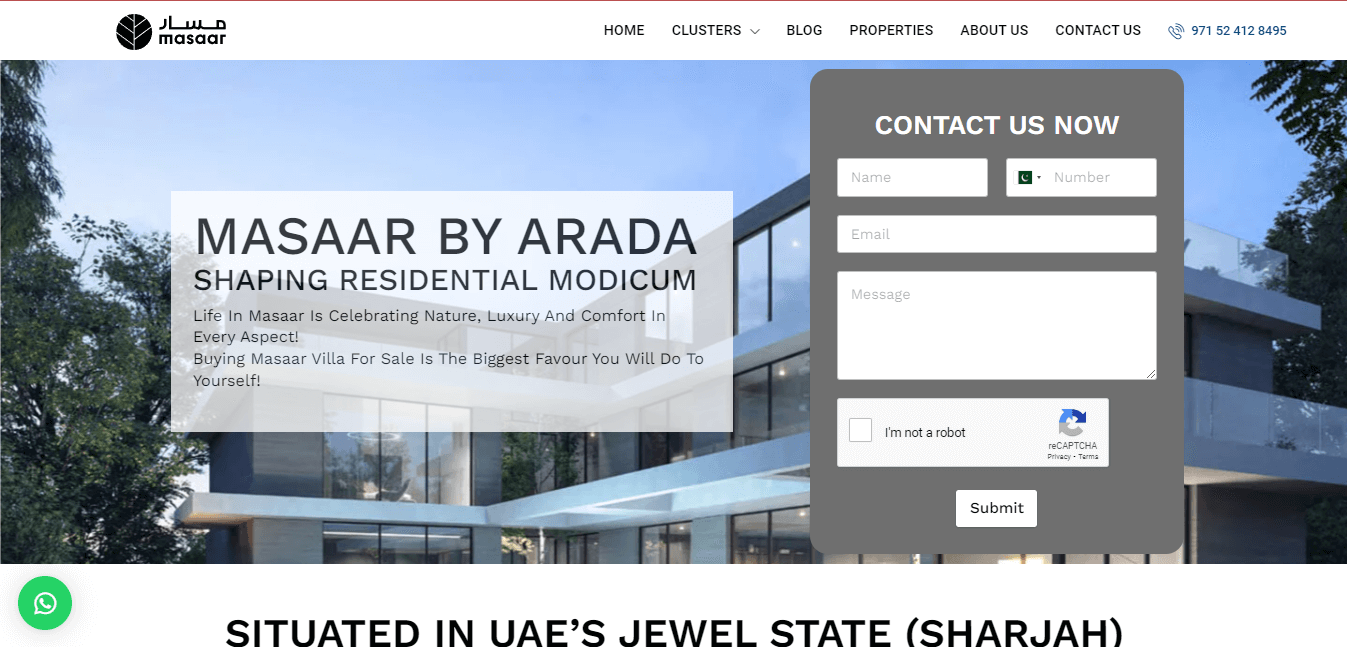 مسار
masaar
HOME
CLUSTERS
BLOG
PROPERTIES
ABOUT US
CONTACT US
971 52 412 8495
MASAAR BY ARADA
SHAPING RESIDENTIAL MODICUM
Life In Masaar Is Celebrating Nature, Luxury And Comfort In
Every Aspect!
Buying Masaar Villa For Sale Is The Biggest Favour You Will Do To
Yourself!
CONTACT US NOW
Name
Number
Email
Message
I'm not a robot
reCAPTCHA
Privacy - Terms
Submit
SITUATED IN UAE’S JEWEL STATE (SHARJAH)